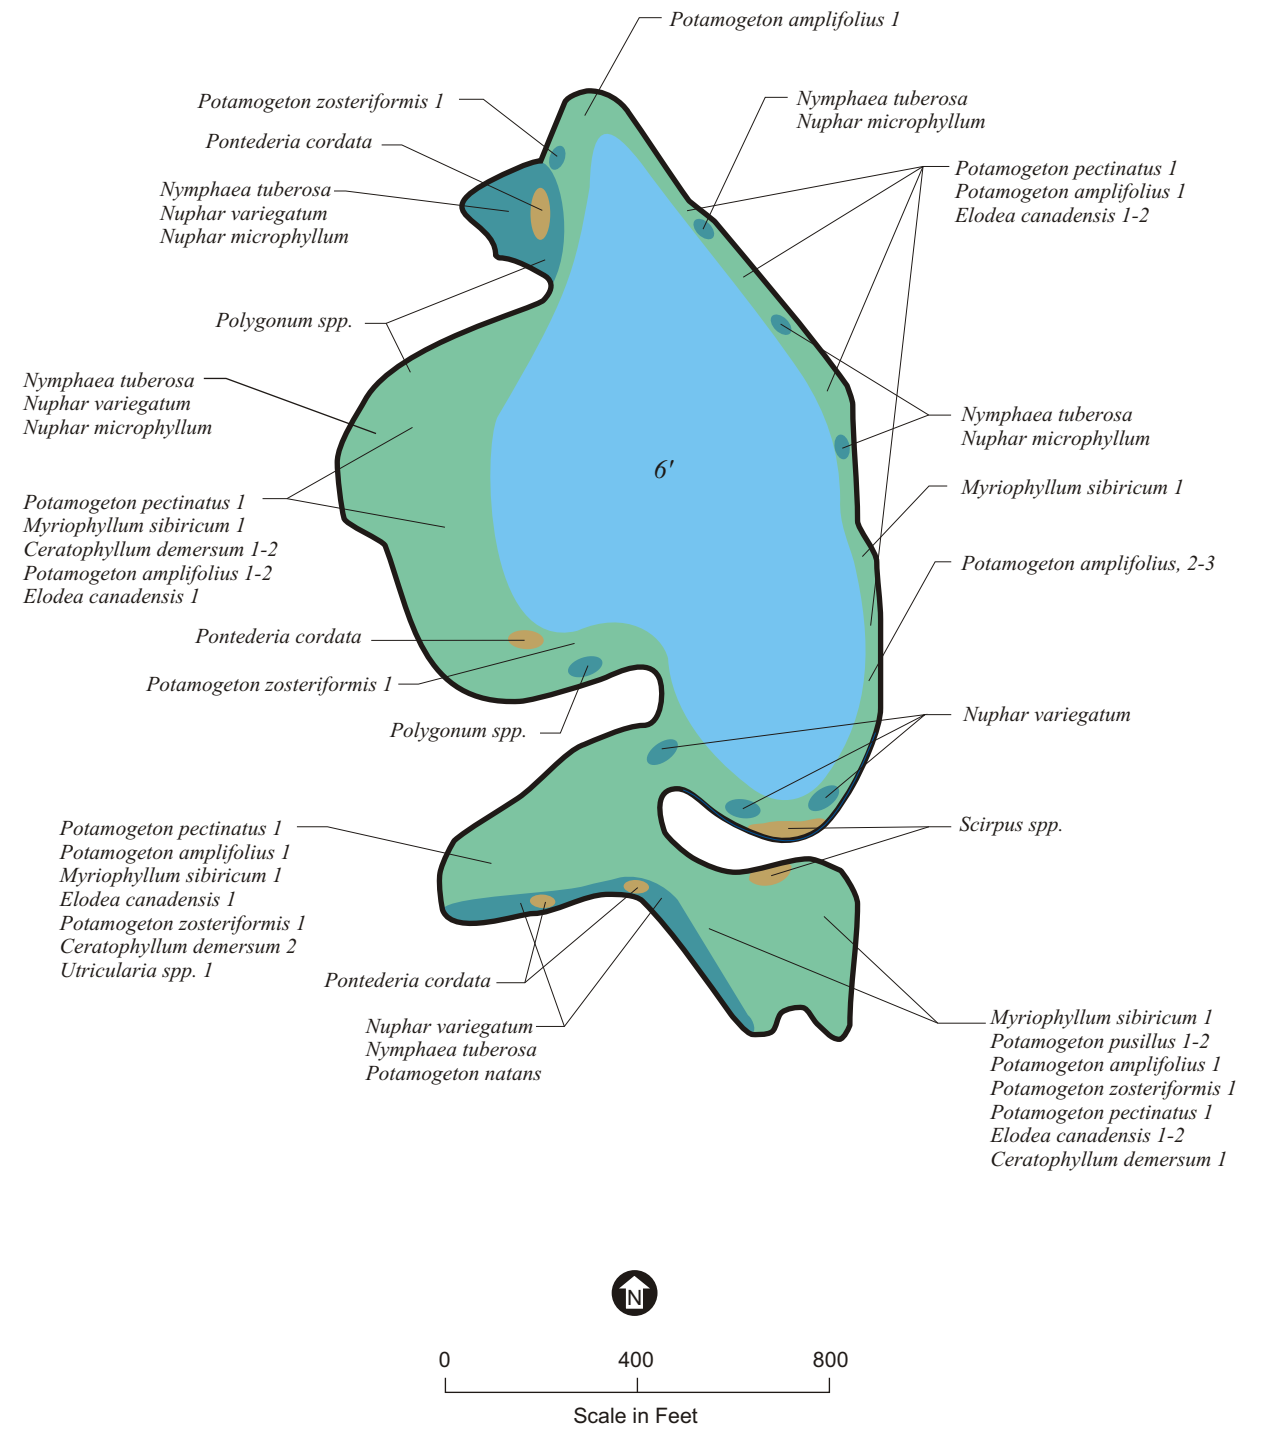 Potamogeton amplifolius 1
Potamogeton zosteriformis 1
Nymphaea tuberosa
Nuphar microphyllum
Pontederia cordata
Potamogeton pectinatus 1
Potamogeton amplifolius 1
Elodea canadensis 1-2
Nymphaea tuberosa
Nuphar variegatum
Nuphar microphyllum
Polygonum spp.
Nymphaea tuberosa
Nuphar variegatum
Nuphar microphyllum
Nymphaea tuberosa
Nuphar microphyllum
6'
Myriophyllum sibiricum 1
Potamogeton pectinatus 1
Myriophyllum sibiricum 1
Ceratophyllum demersum 1-2
Potamogeton amplifolius 1-2
Elodea canadensis 1
Potamogeton amplifolius, 2-3
Pontederia cordata
Potamogeton zosteriformis 1
Polygonum spp.
Nuphar variegatum
Scirpus spp.
Potamogeton pectinatus 1
Potamogeton amplifolius 1
Myriophyllum sibiricum 1
Elodea canadensis 1
Potamogeton zosteriformis 1
Ceratophyllum demersum 2
Utricularia spp. 1
Pontederia cordata
Nuphar variegatum
Nymphaea tuberosa
Potamogeton natans
Myriophyllum sibiricum 1
Potamogeton pusillus 1-2
Potamogeton amplifolius 1
Potamogeton zosteriformis 1
Potamogeton pectinatus 1
Elodea canadensis 1-2
Ceratophyllum demersum 1
N
0 400 800
Scale in Feet